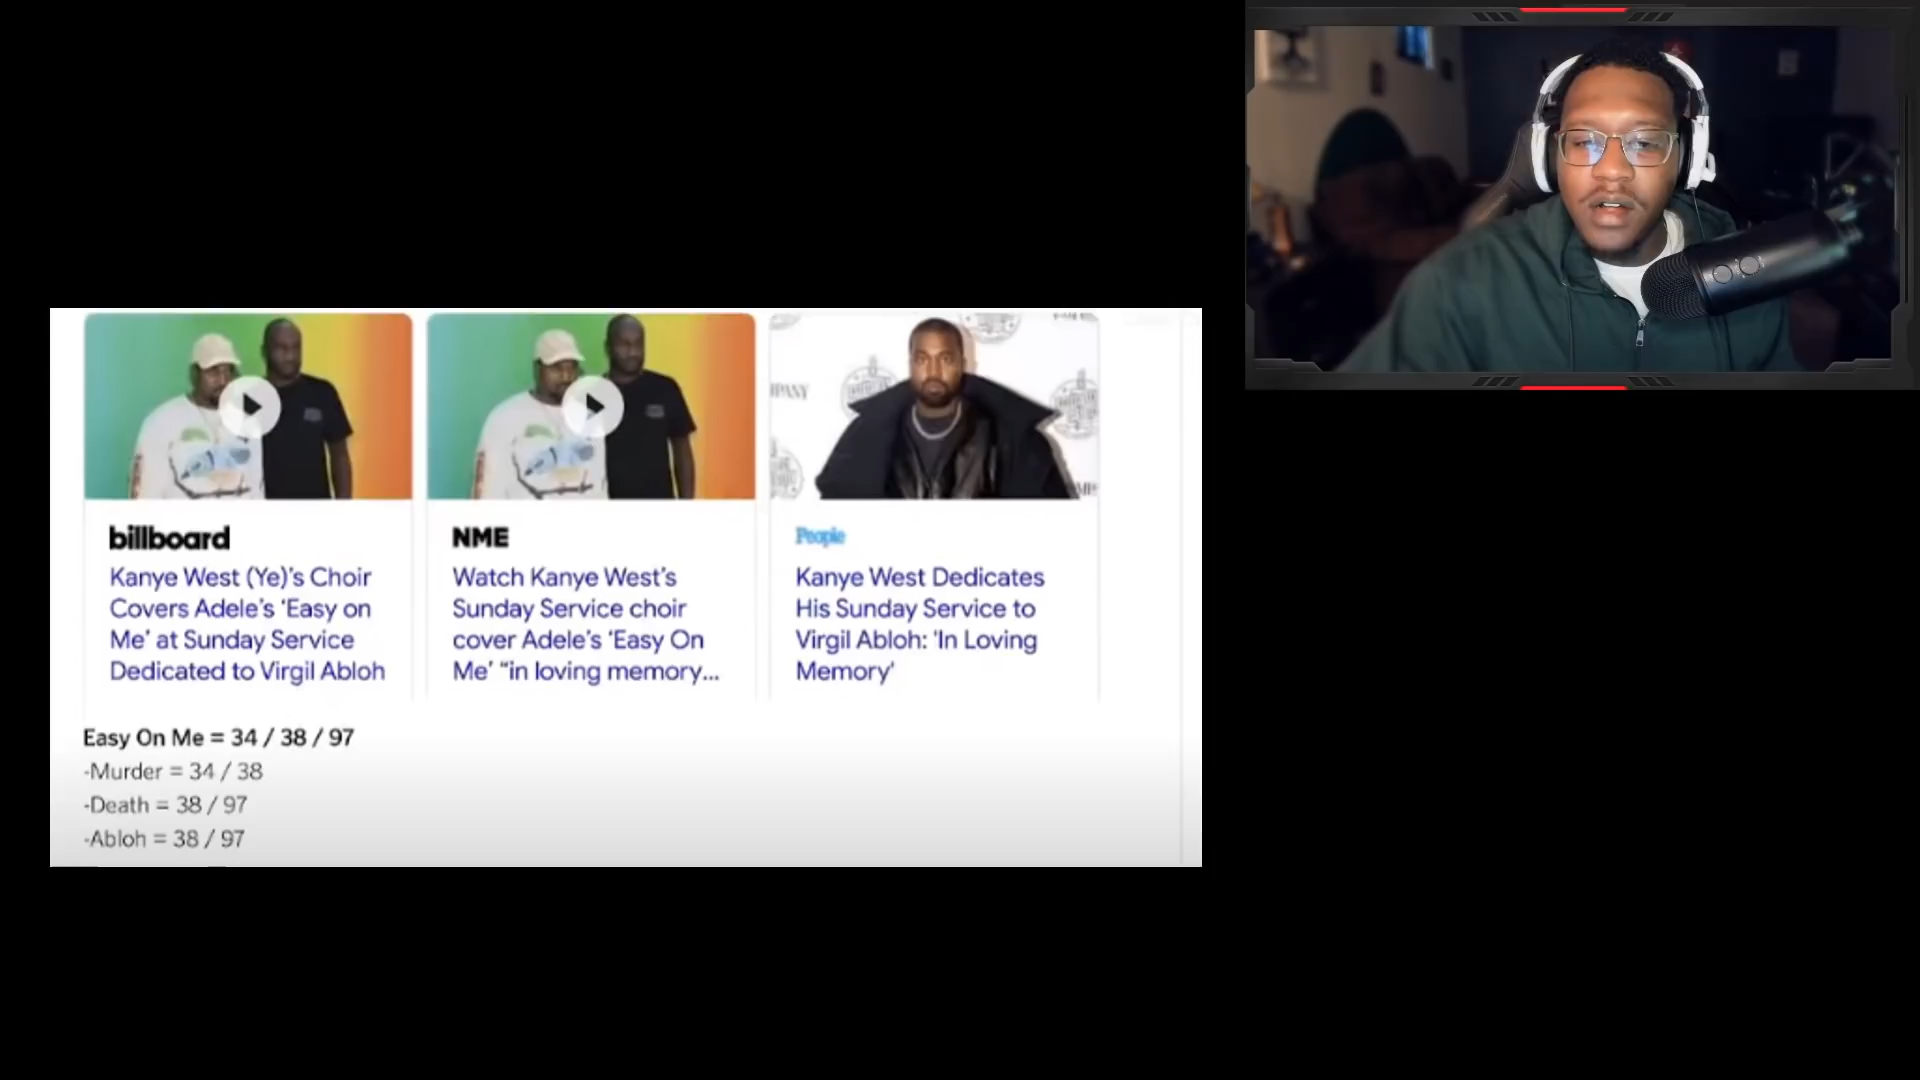 billboard
Kanye West (Ye)'s Choir
Covers Adele's 'Easy on
Me' at Sunday Service
Dedicated to Virgil Abloh
NME
Watch Kanye West's
Sunday Service choir
cover Adele's 'Easy On
Me' "in loving memory...
People
Kanye West Dedicates
His Sunday Service to
Virgil Abloh: 'In Loving
Memory'
Easy On Me = 34 / 38 / 97
-Murder = 34 / 38
-Death = 38 / 97
-Abloh = 38 / 97